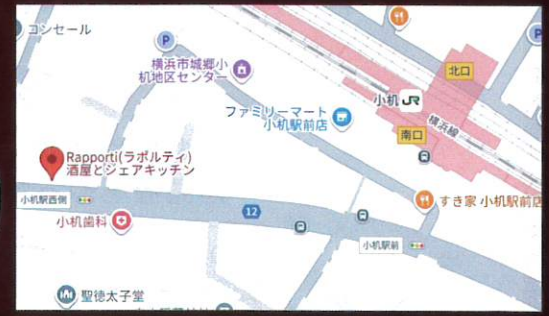 コンセール
P
P
横浜市城郷小
机地区センター
北口
小机 JR
横浜線
ファミリーマート
小机駅前店
南口
Rapporti(ラポルティ)
酒屋とシェアキッチン
小机駅西側
12
すき家 小机駅前店
小机歯科
小机駅前
聖徳太子堂